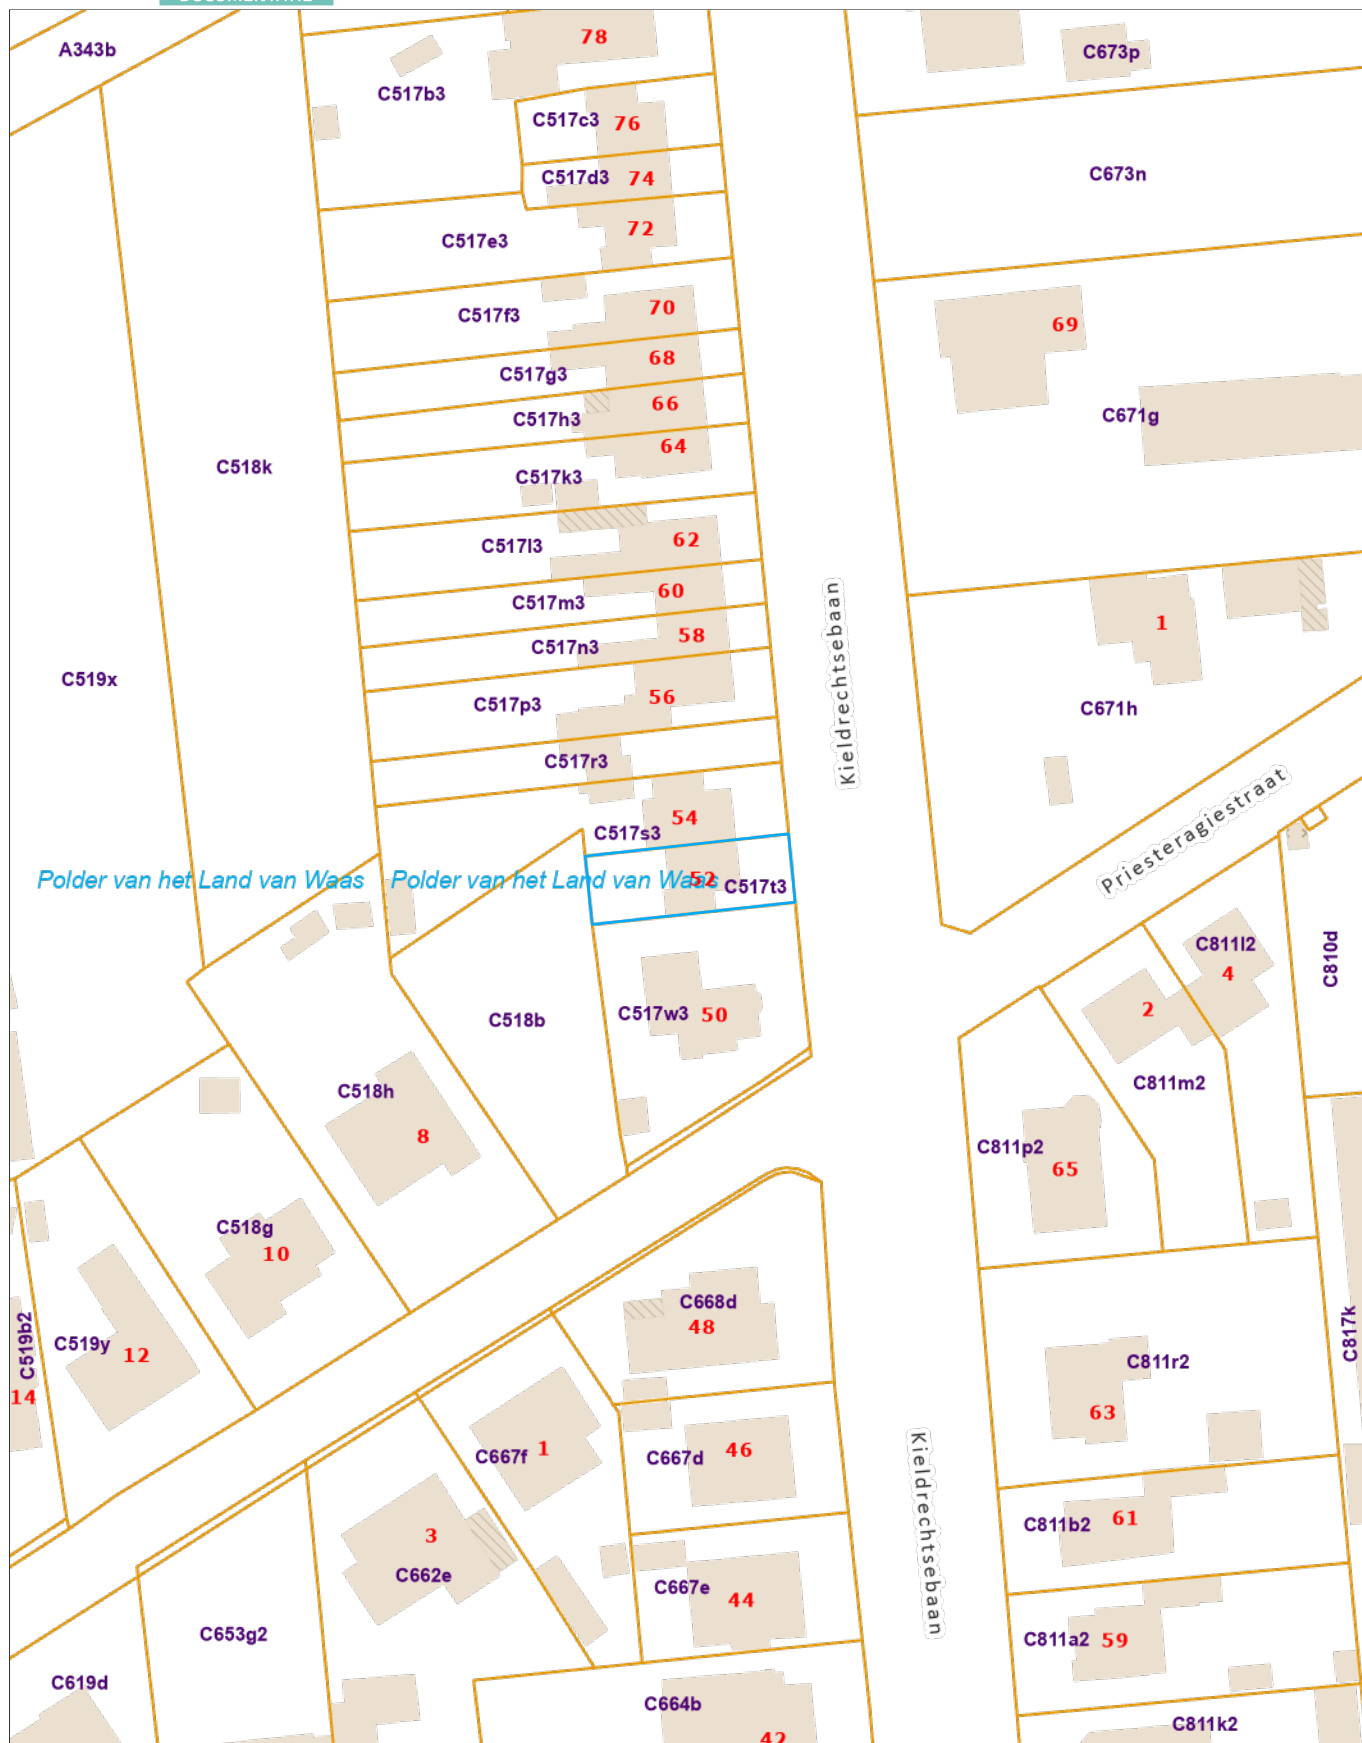 78
A343b
C673p
C517b3
C517c3
76
C673n
C517d3
74
72
C517e3
70
C517f3
69
68
C517g3
66
C671g
C517h3
64
C518k
C517k3
62
C517l3
60
C517m3
1
58
C517n3
Kieldrechtsebaan
C519x
56
C517p3
C671h
C517r3
54
C517s3
Priesteragiestraat
Polder van het Land van Waas
Polder van het Land van Waas
52
C517t3
C811l2
C810d
4
2
C517w3
50
C518b
C811m2
C518h
8
C811p2
65
C518g
10
C668d
48
C519b2
C519y
12
C817k
C811r2
14
63
C667f
1
C667d
46
61
C811b2
3
Kieldrechtsebaan
C662e
C667e
44
C653g2
C811a2
59
C619d
C664b
C811k2
42